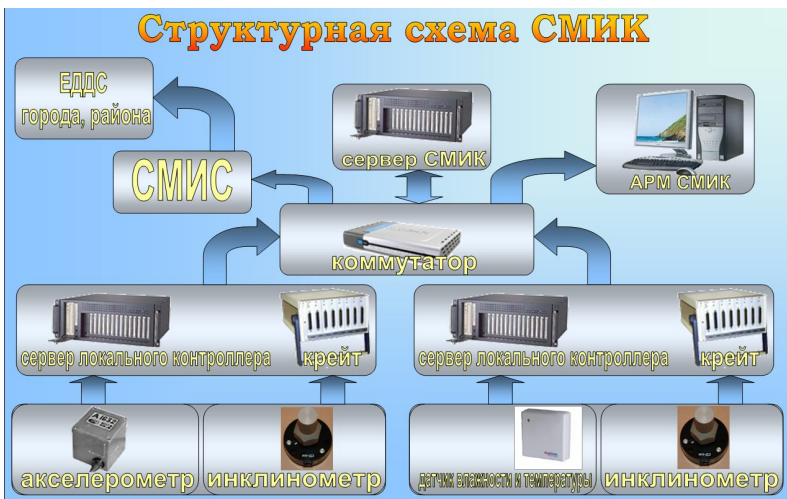 Структурная схема СМИК
ЕДДС
города, района
сервер СМИК
АРМ СМИК
СМИС
коммутатор
сервер локального контроллера
крейт
сервер локального контроллера
крейт
акселерометр
инклинометр
датчик влажности и температуры
инклинометр